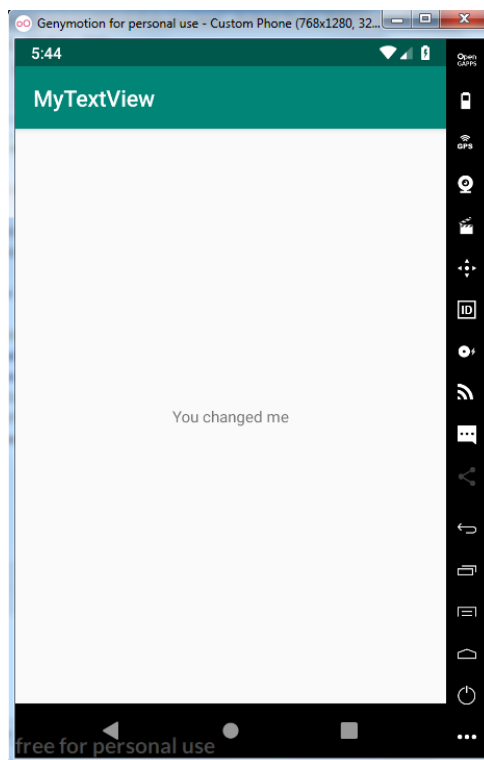 Genymotion for personal use - Custom Phone (768x1280, 32...
5:44
Open
GAPPS
MyTextView
GPS
ID
You changed me
free for personal use